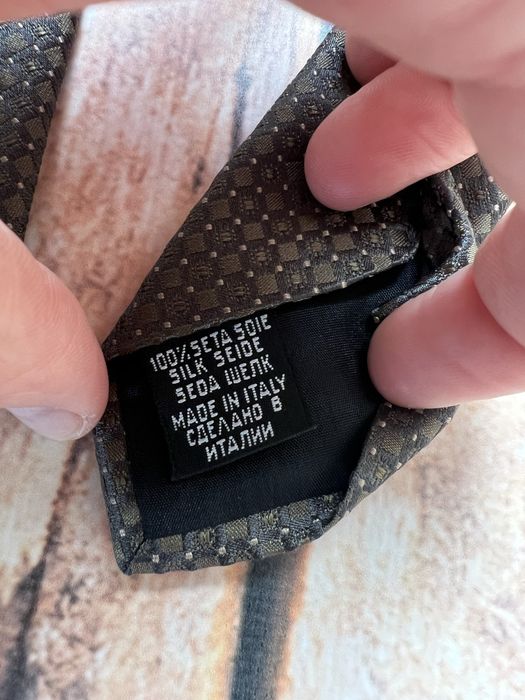 100% SETA SOIE
SILK SEIDE
SEDA ШЕЛК
MADE IN ITALY
СДЕЛАНО В
ИТАЛИИ